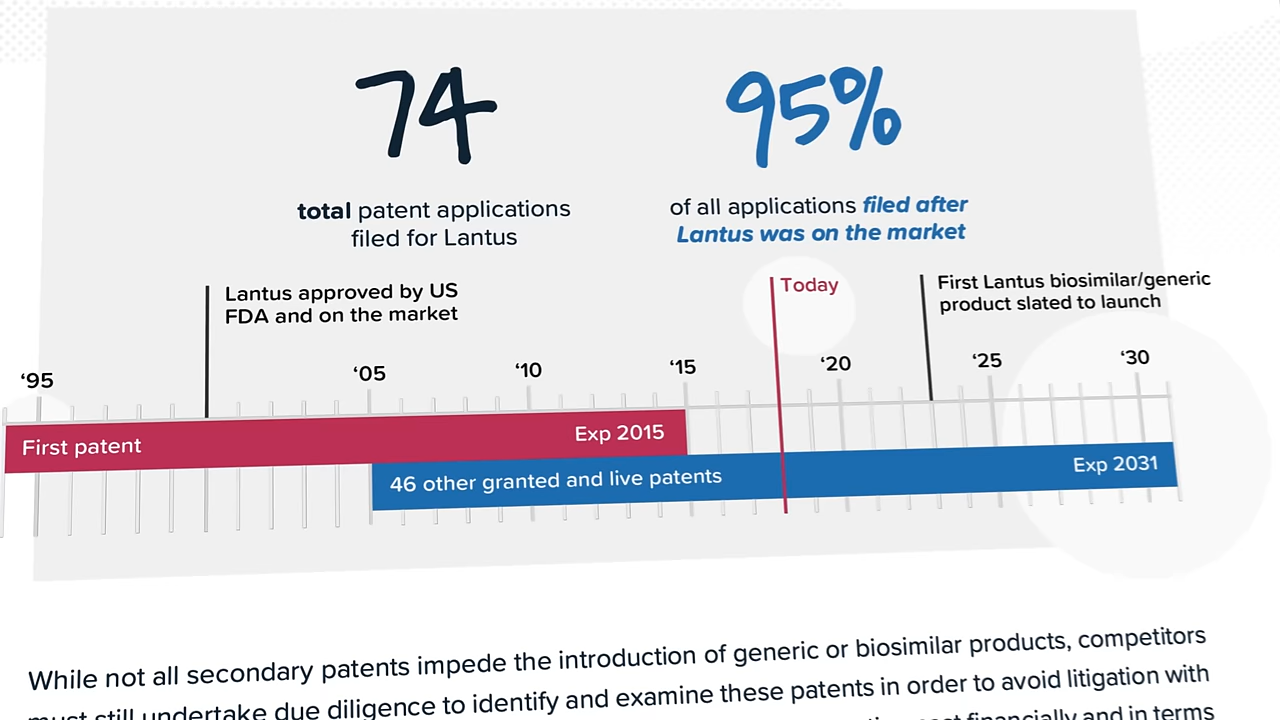 74
total patent applications
filed for Lantus
95%
of all applications filed after
Lantus was on the market
Lantus approved by US
FDA and on the market
Today
First Lantus biosimilar/generic
product slated to launch
‘95
‘05
‘10
‘15
‘20
‘25
‘30
First patent
Exp 2015
46 other granted and live patents
Exp 2031
While not all secondary patents impede the introduction of generic or biosimilar products, competitors
must still undertake due diligence to identify and examine these patents in order to avoid litigation with
financially and in terms